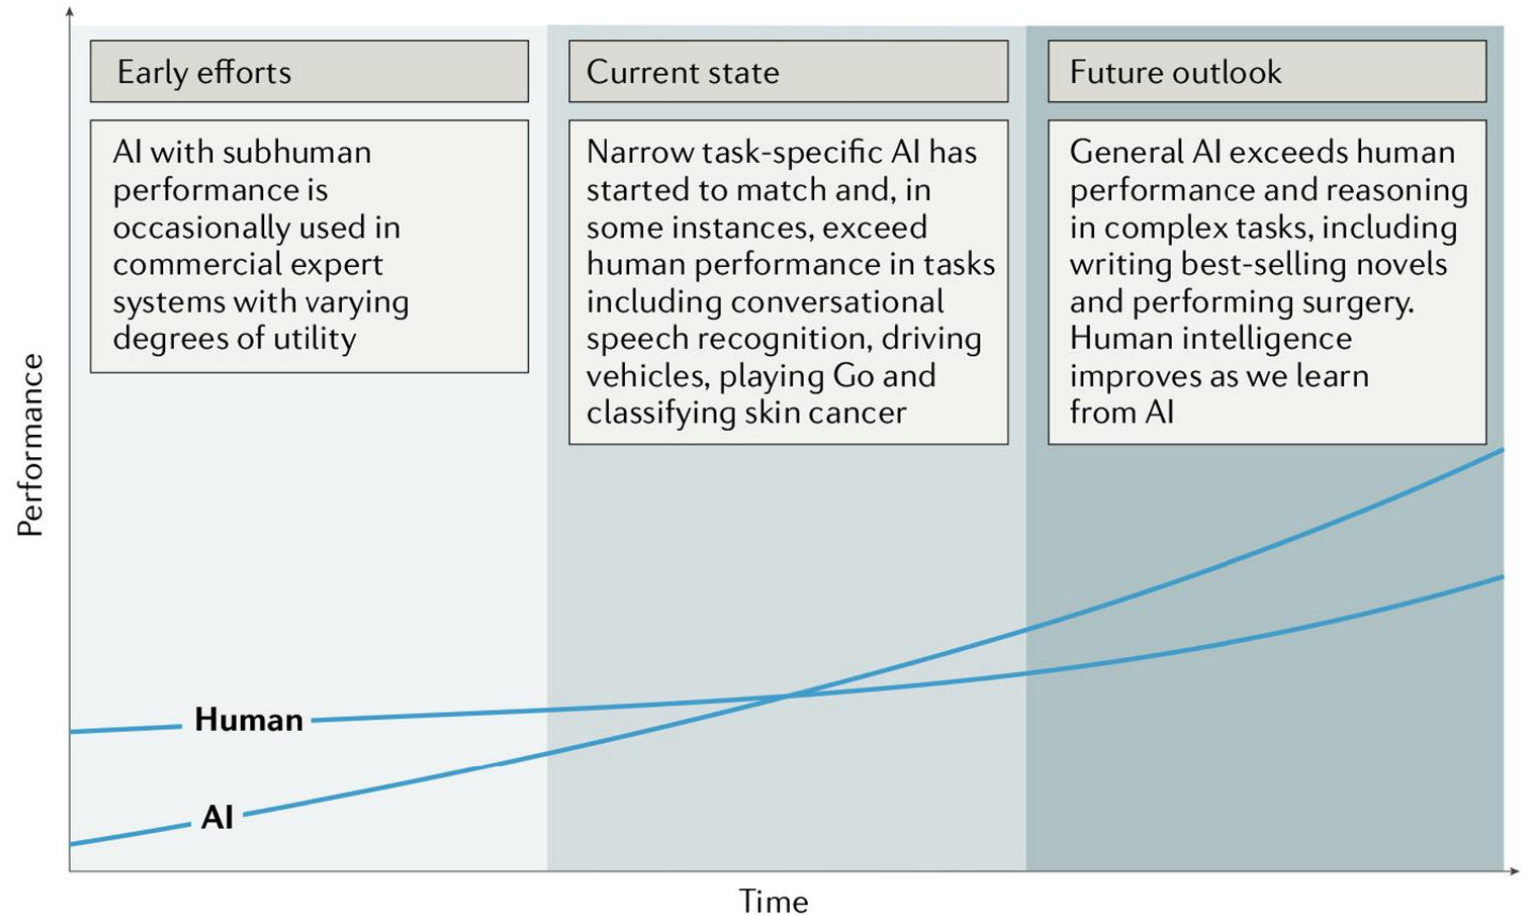 Early efforts
AI with subhuman
performance is
occasionally used in
commercial expert
systems with varying
degrees of utility
Current state
Narrow task-specific AI has
started to match and, in
some instances, exceed
human performance in tasks
including conversational
speech recognition, driving
vehicles, playing Go and
classifying skin cancer
Future outlook
General AI exceeds human
performance and reasoning
in complex tasks, including
writing best-selling novels
and performing surgery.
Human intelligence
improves as we learn
from AI
Performance
Human
AI
Time